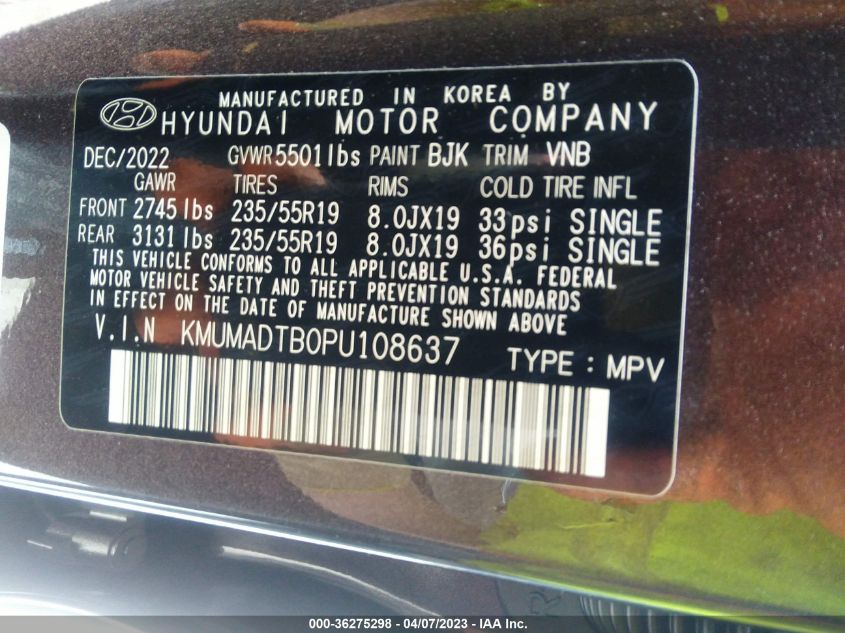 MANUFACTURED IN KOREA BY
HYUNDAI MOTOR COMPANY
DEC/2022 GVWR 5501 lbs PAINT BJK TRIM VNB
GAWR TIRES RIMS COLD TIRE INFL
FRONT 2745 lbs 235/55R19 8.0JX19 33psi SINGLE
REAR 3131 lbs 235/55R19 8.0JX19 36psi SINGLE
THIS VEHICLE CONFORMS TO ALL APPLICABLE U.S.A. FEDERAL
MOTOR VEHICLE SAFETY AND THEFT PREVENTION STANDARDS
IN EFFECT ON THE DATE OF MANUFACTURE SHOWN ABOVE
V.I.N KMUMADTB0PU108637 TYPE : MPV
000-36275298 - 04/07/2023 - IAA Inc.